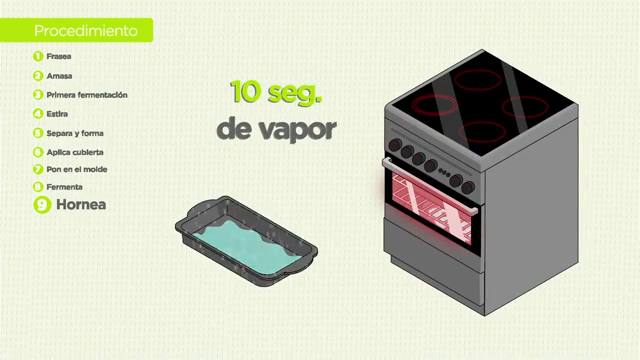 Procedimiento
1 Frasea
2 Amasa
3 Primera fermentación
4 Estira
5 Separa y forma
6 Aplica cubierta
7 Pon en el molde
8 Fermenta
9 Hornea
10 seg.
de vapor